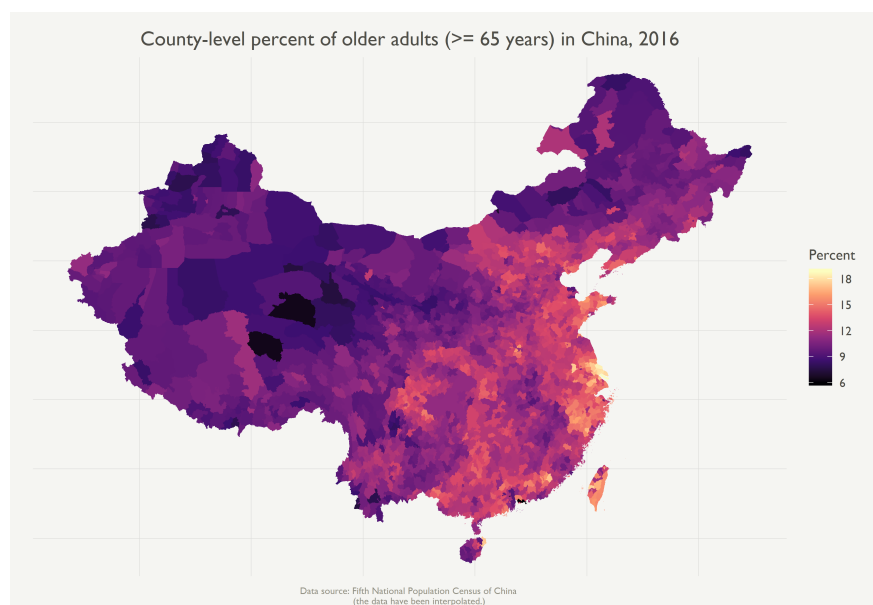 County-level percent of older adults (>= 65 years) in China, 2016
Percent
18
15
12
9
6
Data source: Fifth National Population Census of China
(the data have been interpolated.)